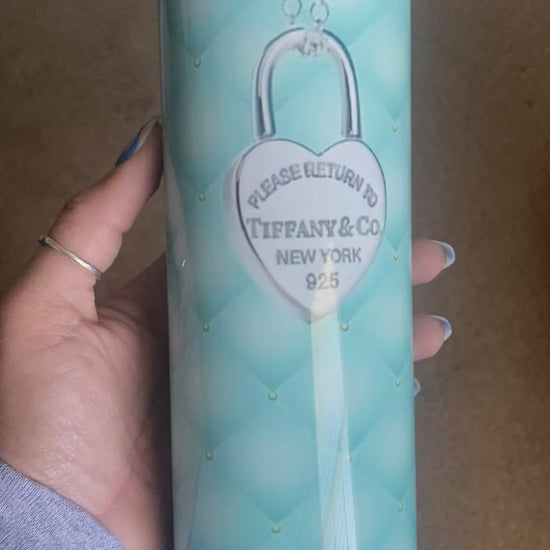 PLEASE RETURN TO
TIFFANY & CO
NEW YORK
925